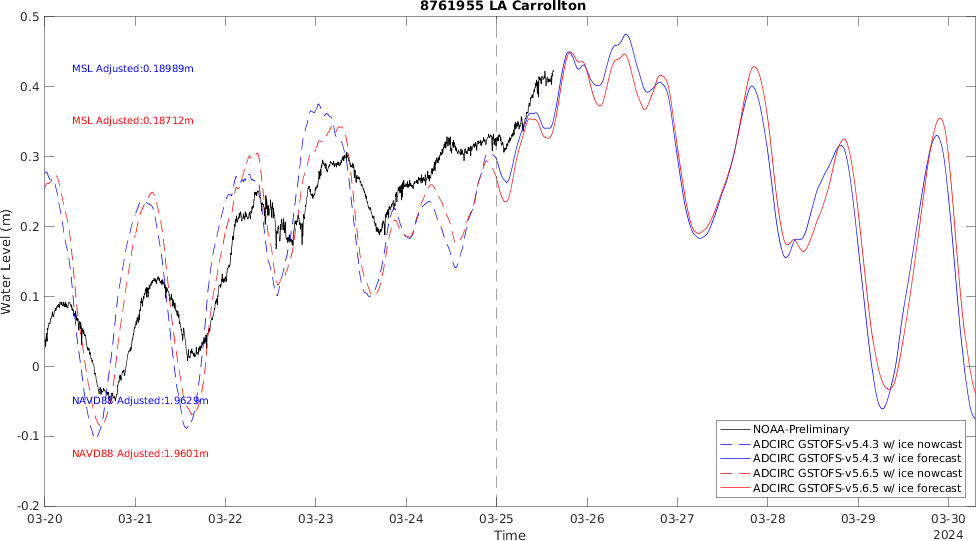 8761955 LA Carrollton
0.5
0.4
0.3
0.2
0.1
0
-0.1
-0.2
Water Level (m)
MSL Adjusted:0.18989m
MSL Adjusted:0.18712m
NAVD88 Adjusted:1.9629m
NAVD88 Adjusted:1.9601m
NOAA-Preliminary
ADCIRC GSTOFS-v5.4.3 w/ ice nowcast
ADCIRC GSTOFS-v5.4.3 w/ ice forecast
ADCIRC GSTOFS-v5.6.5 w/ ice nowcast
ADCIRC GSTOFS-v5.6.5 w/ ice forecast
03-20 03-21 03-22 03-23 03-24 03-25 03-26 03-27 03-28 03-29 03-30
Time 2024